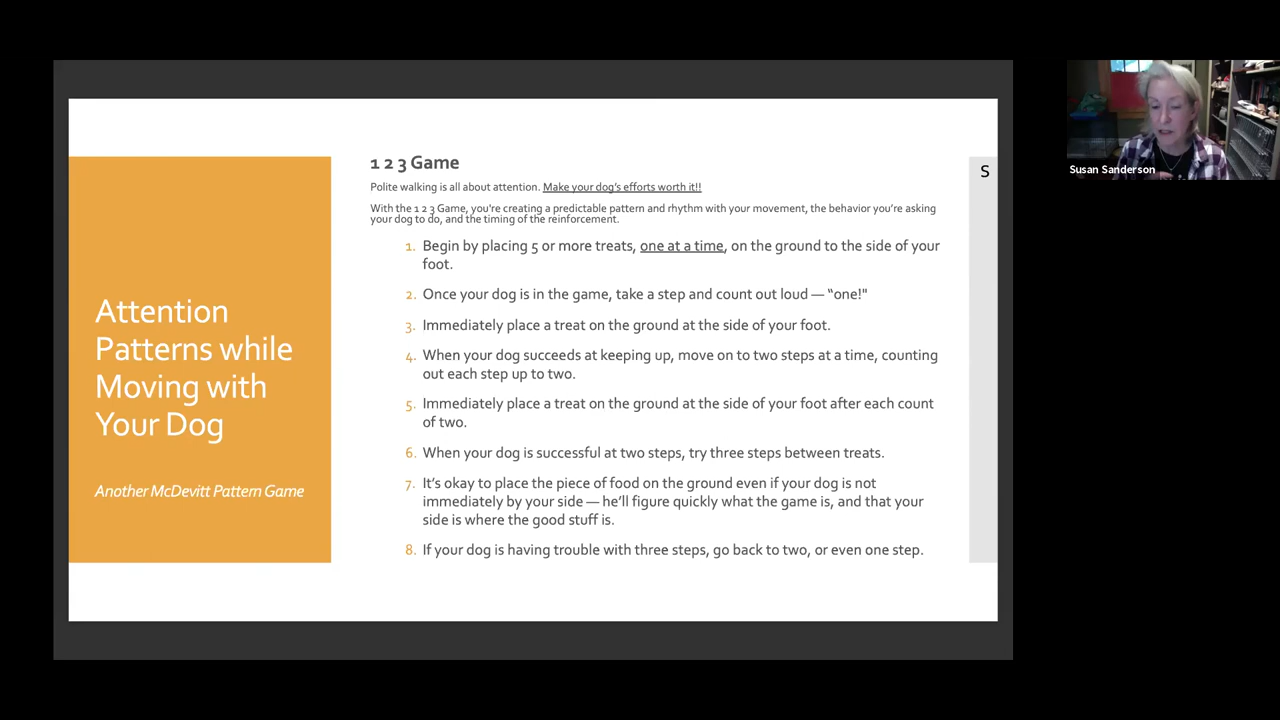 1 2 3 Game
Polite walking is all about attention. Make your dog's efforts worth it!!
With the 1 2 3 Game, you're creating a predictable pattern and rhythm with your movement, the behavior you're asking
your dog to do, and the timing of the reinforcement.
1. Begin by placing 5 or more treats, one at a time, on the ground to the side of your
foot.
2. Once your dog is in the game, take a step and count out loud — “one!"
3. Immediately place a treat on the ground at the side of your foot.
4. When your dog succeeds at keeping up, move on to two steps at a time, counting
out each step up to two.
5. Immediately place a treat on the ground at the side of your foot after each count
of two.
6. When your dog is successful at two steps, try three steps between treats.
7. It's okay to place the piece of food on the ground even if your dog is not
immediately by your side — he'll figure quickly what the game is, and that your
side is where the good stuff is.
8. If your dog is having trouble with three steps, go back to two, or even one step.
Attention
Patterns while
Moving with
Your Dog
Another McDevitt Pattern Game
S
Susan Sanderson